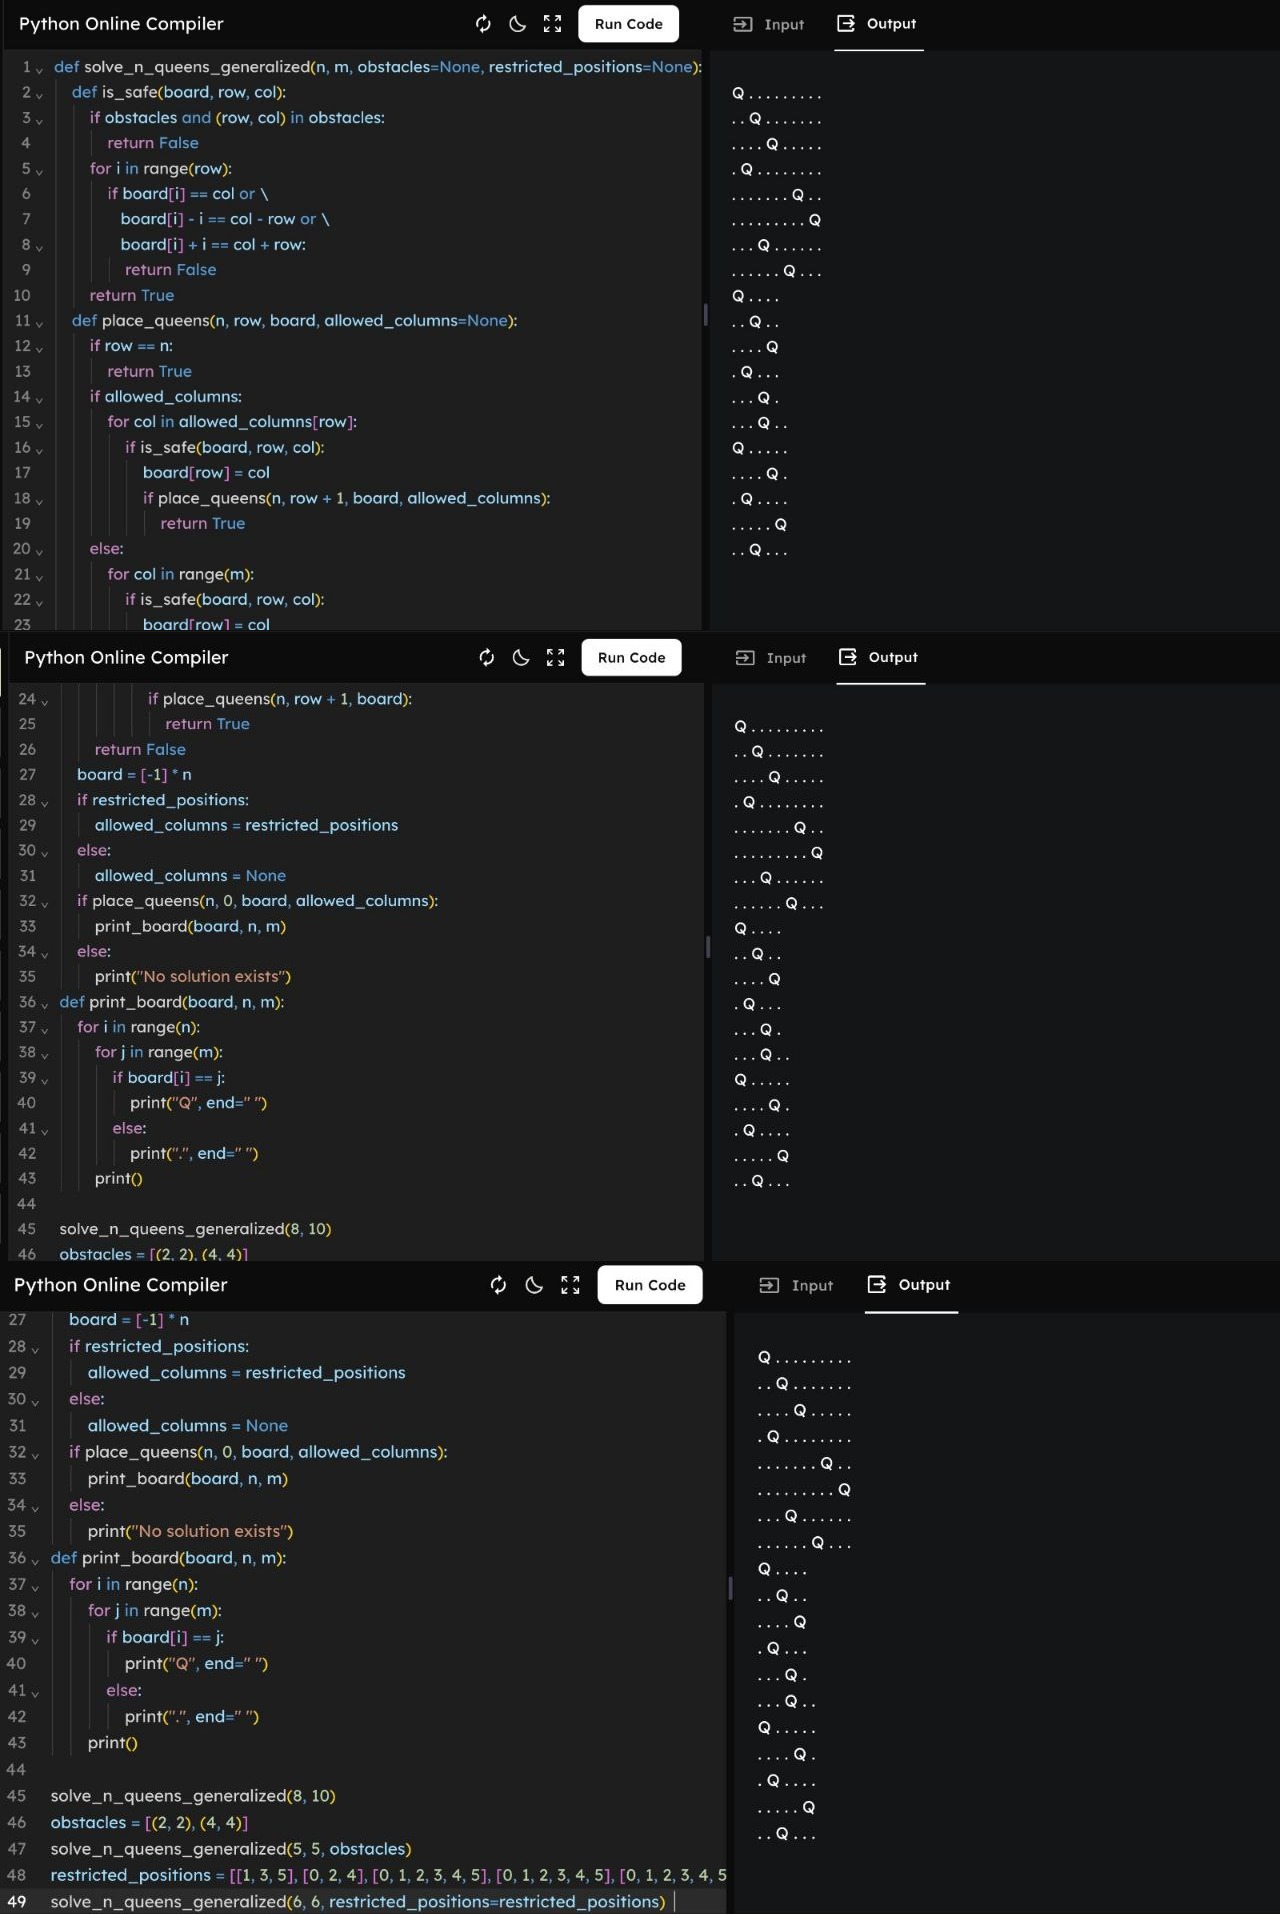 Python Online Compiler
Run Code
Input
Output
1 def solve_n_queens_generalized(n, m, obstacles=None, restricted_positions=None):
2 def is_safe(board, row, col):
3 if obstacles and (row, col) in obstacles:
4 return False
5 for i in range(row):
6 if board[i] == col or \
7 board[i] - i == col - row or \
8 board[i] + i == col + row:
9 return False
10 return True
11 def place_queens(n, row, board, allowed_columns=None):
12 if row == n:
13 return True
14 if allowed_columns:
15 for col in allowed_columns[row]:
16 if is_safe(board, row, col):
17 board[row] = col
18 if place_queens(n, row + 1, board, allowed_columns):
19 return True
20 else:
21 for col in range(m):
22 if is_safe(board, row, col):
23 board[row] = col
Q . . . . . . . . .
. . Q . . . . . . .
. . . . Q . . . . .
. Q . . . . . . . .
. . . . . . . Q . .
. . . . . . . . . Q
. . . Q . . . . . .
. . . . . . Q . . .
Q . . . .
. . Q . .
. . . . Q
. Q . . .
. . . Q .
. . . Q . .
Q . . . . .
. . . . Q .
. Q . . . .
. . . . . Q
. . Q . . .
Python Online Compiler
Run Code
Input
Output
24 if place_queens(n, row + 1, board):
25 return True
26 return False
27 board = [-1] * n
28 if restricted_positions:
29 allowed_columns = restricted_positions
30 else:
31 allowed_columns = None
32 if place_queens(n, 0, board, allowed_columns):
33 print_board(board, n, m)
34 else:
35 print("No solution exists")
36 def print_board(board, n, m):
37 for i in range(n):
38 for j in range(m):
39 if board[i] == j:
40 print("Q", end=" ")
41 else:
42 print(".", end=" ")
43 print()
44
45 solve_n_queens_generalized(8, 10)
46 obstacles = [(2, 2), (4, 4)]
Q . . . . . . . . .
. . Q . . . . . . .
. . . . Q . . . . .
. Q . . . . . . . .
. . . . . . . Q . .
. . . . . . . . . Q
. . . Q . . . . . .
. . . . . . Q . . .
Q . . . .
. . Q . .
. . . . Q
. Q . . .
. . . Q .
. . . Q . .
Q . . . . .
. . . . Q .
. Q . . . .
. . . . . Q
. . Q . . .
Python Online Compiler
Run Code
Input
Output
27 board = [-1] * n
28 if restricted_positions:
29 allowed_columns = restricted_positions
30 else:
31 allowed_columns = None
32 if place_queens(n, 0, board, allowed_columns):
33 print_board(board, n, m)
34 else:
35 print("No solution exists")
36 def print_board(board, n, m):
37 for i in range(n):
38 for j in range(m):
39 if board[i] == j:
40 print("Q", end=" ")
41 else:
42 print(".", end=" ")
43 print()
44
45 solve_n_queens_generalized(8, 10)
46 obstacles = [(2, 2), (4, 4)]
47 solve_n_queens_generalized(5, 5, obstacles)
48 restricted_positions = [[1, 3, 5], [0, 2, 4], [0, 1, 2, 3, 4, 5], [0, 1, 2, 3, 4, 5], [0, 1, 2, 3, 4, 5
49 solve_n_queens_generalized(6, 6, restricted_positions=restricted_positions)
Q . . . . . . . . .
. . Q . . . . . . .
. . . . Q . . . . .
. Q . . . . . . . .
. . . . . . . Q . .
. . . . . . . . . Q
. . . Q . . . . . .
. . . . . . Q . . .
Q . . . .
. . Q . .
. . . . Q
. Q . . .
. . . Q .
. . . Q . .
Q . . . . .
. . . . Q .
. Q . . . .
. . . . . Q
. . Q . . .